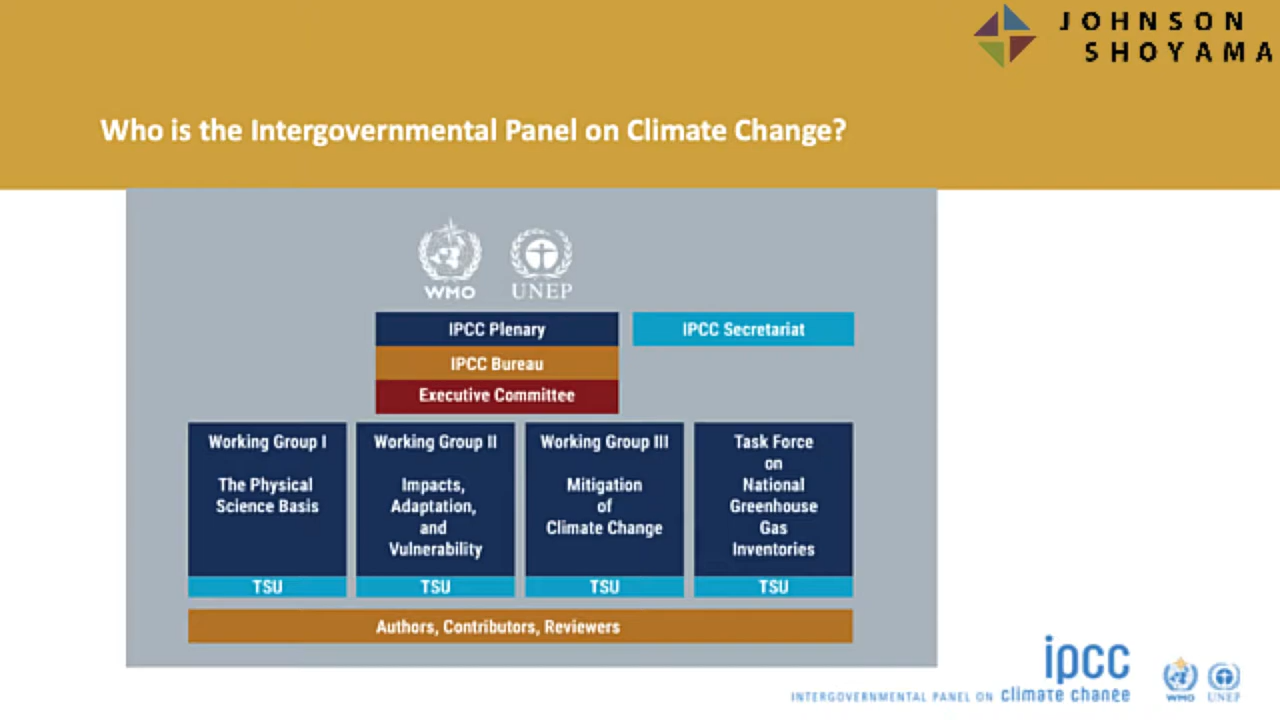 JOHNSON
SHOYAMA
Who is the Intergovernmental Panel on Climate Change?
WMO
UNEP
IPCC Plenary
IPCC Secretariat
IPCC Bureau
Executive Committee
Working Group I
The Physical
Science Basis
TSU
Working Group II
Impacts,
Adaptation,
and
Vulnerability
TSU
Working Group III
Mitigation
of
Climate Change
TSU
Task Force
on
National
Greenhouse
Gas
Inventories
TSU
Authors, Contributors, Reviewers
ipcc
INTERGOVERNMENTAL PANEL ON climate change
WMO
UNEP